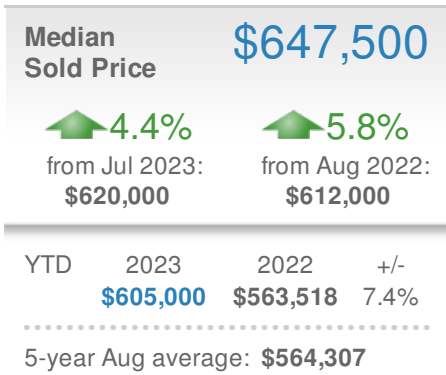 Median
Sold Price
$647,500
4.4%
from Jul 2023:
$620,000
5.8%
from Aug 2022:
$612,000
YTD 2023 2022 +/-
$605,000 $563,518 7.4%
5-year Aug average: $564,307